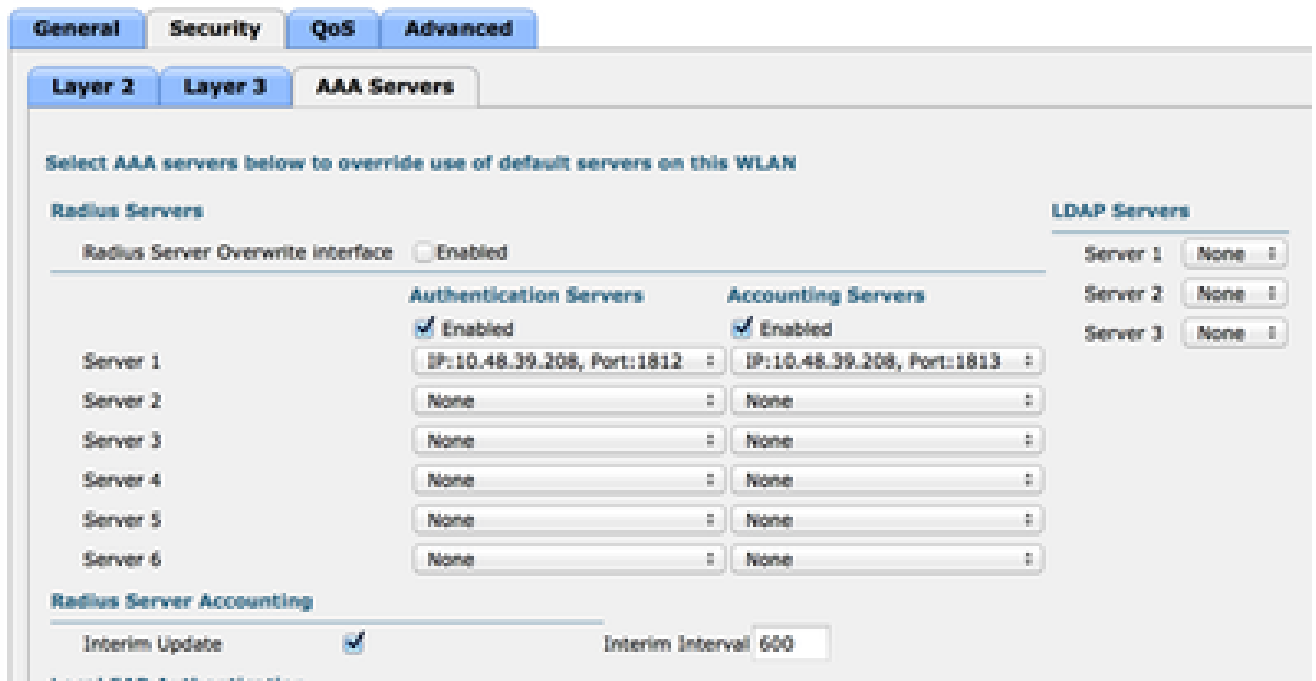 General Security QoS Advanced
Layer 2 Layer 3 AAA Servers
Select AAA servers below to override use of default servers on this WLAN
Radius Servers LDAP Servers
Radius Server Overwrite interface Enabled Server 1 None
Authentication Servers Accounting Servers Server 2 None
Enabled Enabled Server 3 None
Server 1 IP:10.48.39.208, Port:1812 IP:10.48.39.208, Port:1813
Server 2 None None
Server 3 None None
Server 4 None None
Server 5 None None
Server 6 None None
Radius Server Accounting
Interim Update Interim Interval 600